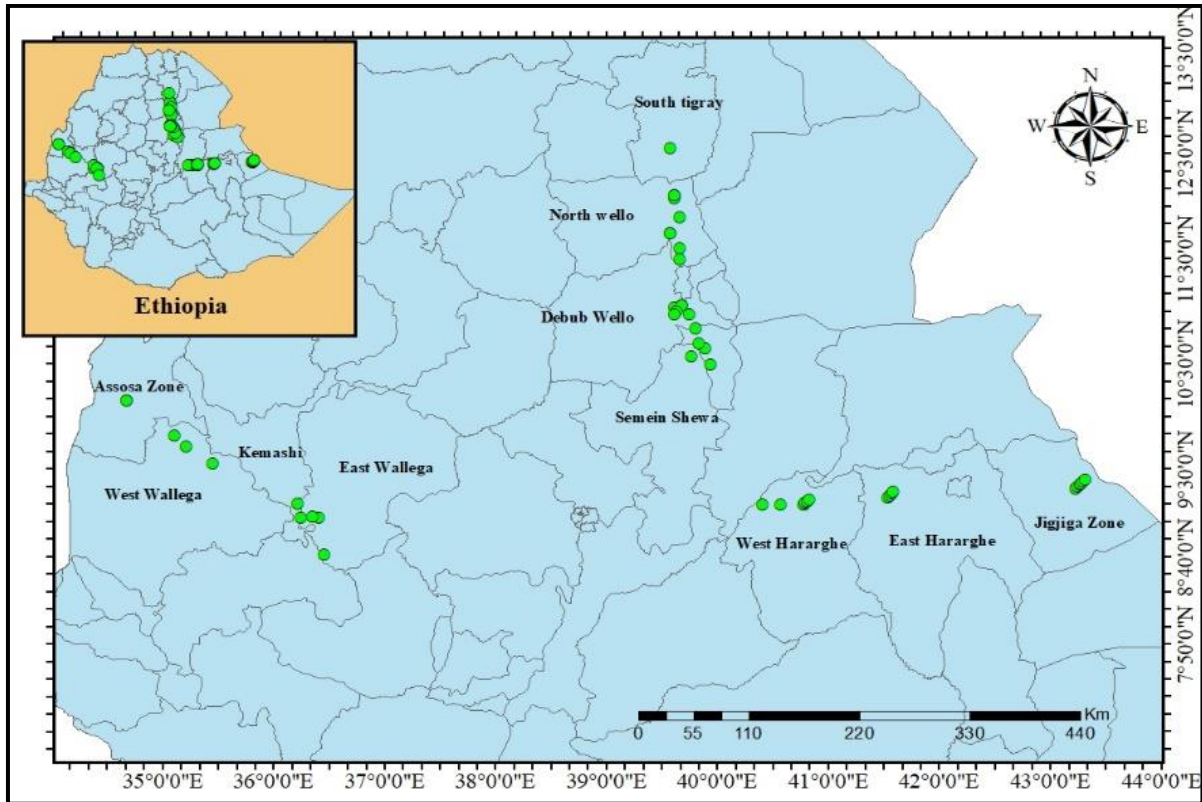 Ethiopia
N
W
E
S
South tigray
North wello
Debub Wello
Semein Shewa
Assosa Zone
Kemashi
East Wallega
West Wallega
West Hararghe
East Hararghe
Jigjiga Zone
Km
0 55 110 220 330 440
35°0'0"E 36°0'0"E 37°0'0"E 38°0'0"E 39°0'0"E 40°0'0"E 41°0'0"E 42°0'0"E 43°0'0"E 44°0'0"E
13°30'0"N
12°30'0"N
11°30'0"N
10°30'0"N
9°30'0"N
8°40'0"N
7°50'0"N